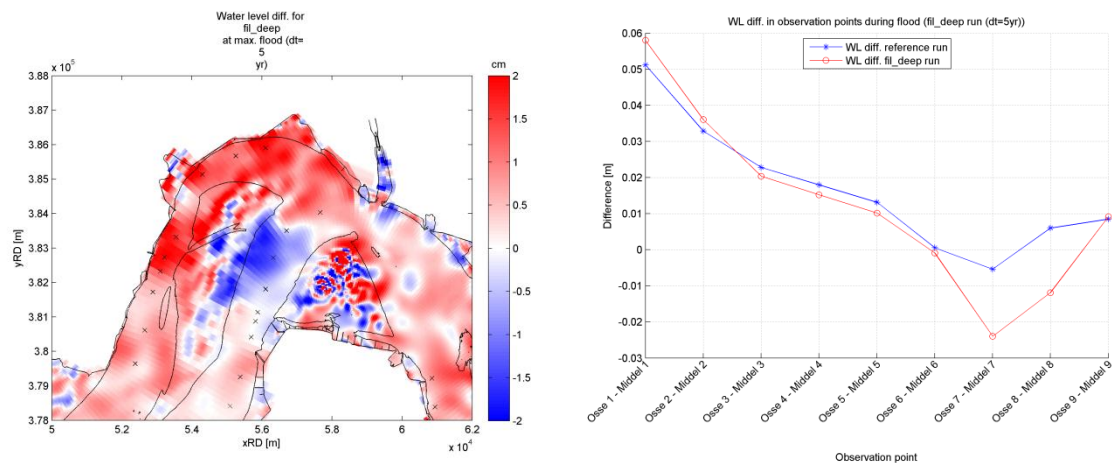 Water level diff. for
fil_deep
at max. flood (dt=
5
yr)
x 10⁵
cm
3.88
3.87
3.86
3.85
3.84
3.83
3.82
3.81
3.8
3.79
3.78
yRD [m]
2
1.5
1
0.5
0
-0.5
-1
-1.5
-2
5
5.2
5.4
5.6
5.8
6
6.2
xRD [m]
x 10⁴
WL diff. in observation points during flood (fil_deep run (dt=5yr))
WL diff. reference run
WL diff. fil_deep run
0.06
0.05
0.04
0.03
0.02
0.01
0
-0.01
-0.02
-0.03
Difference [m]
Osse 1 - Middel 1
Osse 2 - Middel 2
Osse 3 - Middel 3
Osse 4 - Middel 4
Osse 5 - Middel 5
Osse 6 - Middel 6
Osse 7 - Middel 7
Osse 8 - Middel 8
Osse 9 - Middel 9
Observation point